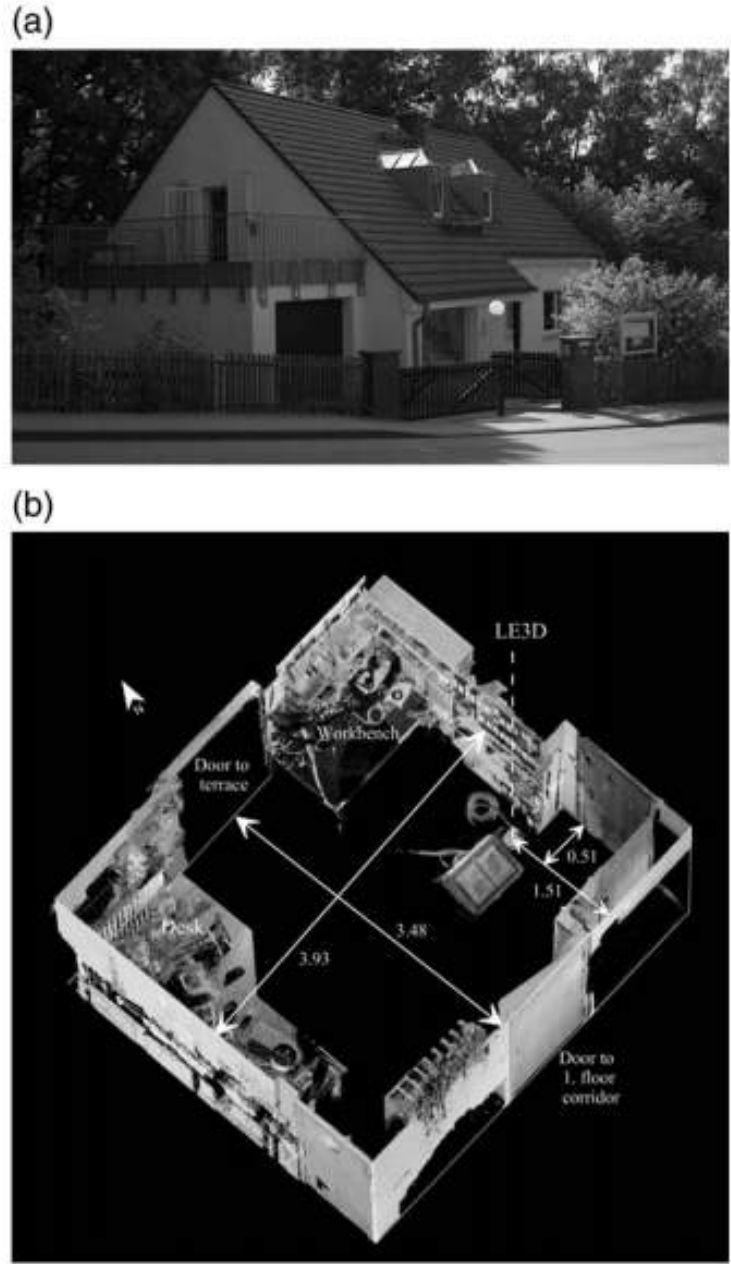 (a)
(b)
LE3D
Workbench
Door to
terrace
0.51
1.51
Desk
3.48
3.93
Door to
1. floor
corridor